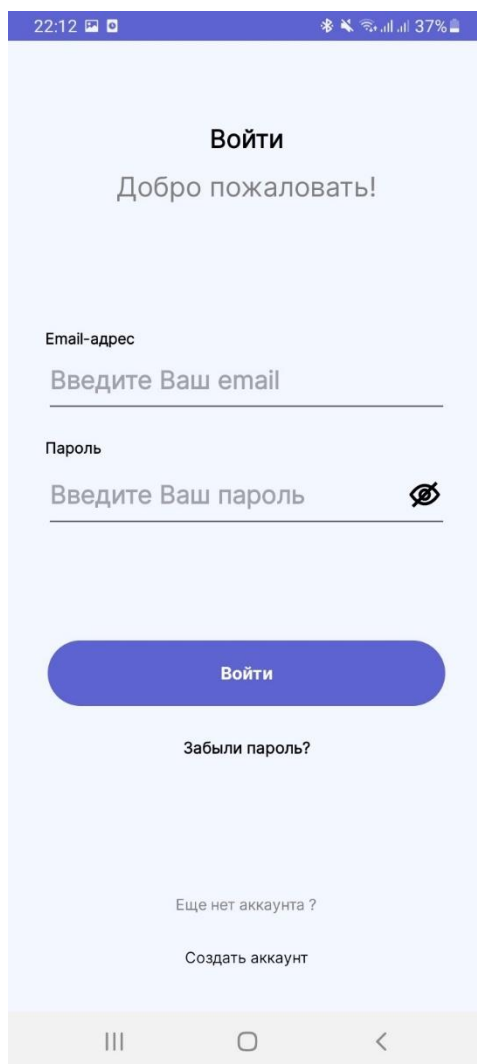 22:12 37%
Войти
Добро пожаловать!
Email-адрес
Введите Ваш email
Пароль
Введите Ваш пароль
Войти
Забыли пароль?
Еще нет аккаунта ?
Создать аккаунт